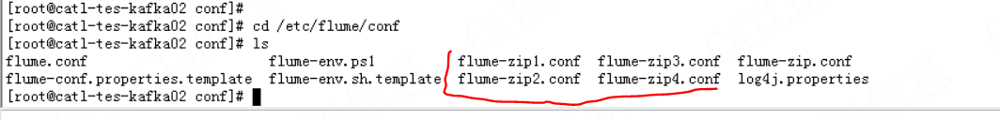 [root@catl-tes-kafka02 conf]#
[root@catl-tes-kafka02 conf]# cd /etc/flume/conf
[root@catl-tes-kafka02 conf]# ls
flume.conf flume-env.ps1 flume-zip1.conf flume-zip3.conf flume-zip.conf
flume-conf.properties.template flume-env.sh.template flume-zip2.conf flume-zip4.conf log4j.properties
[root@catl-tes-kafka02 conf]#